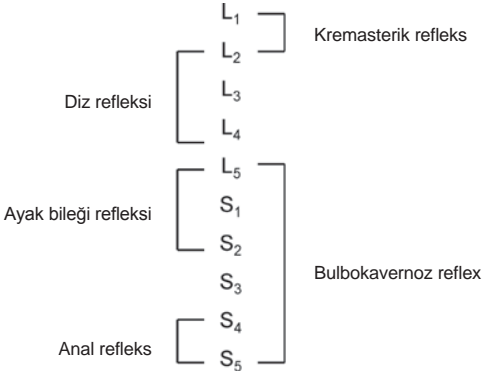 L₁
Kremasterik refleks
L₂
Diz refleksi
L₃
L₄
L₅
Ayak bileği refleksi
S₁
S₂
Bulbokavernoz reflex
S₃
S₄
Anal refleks
S₅